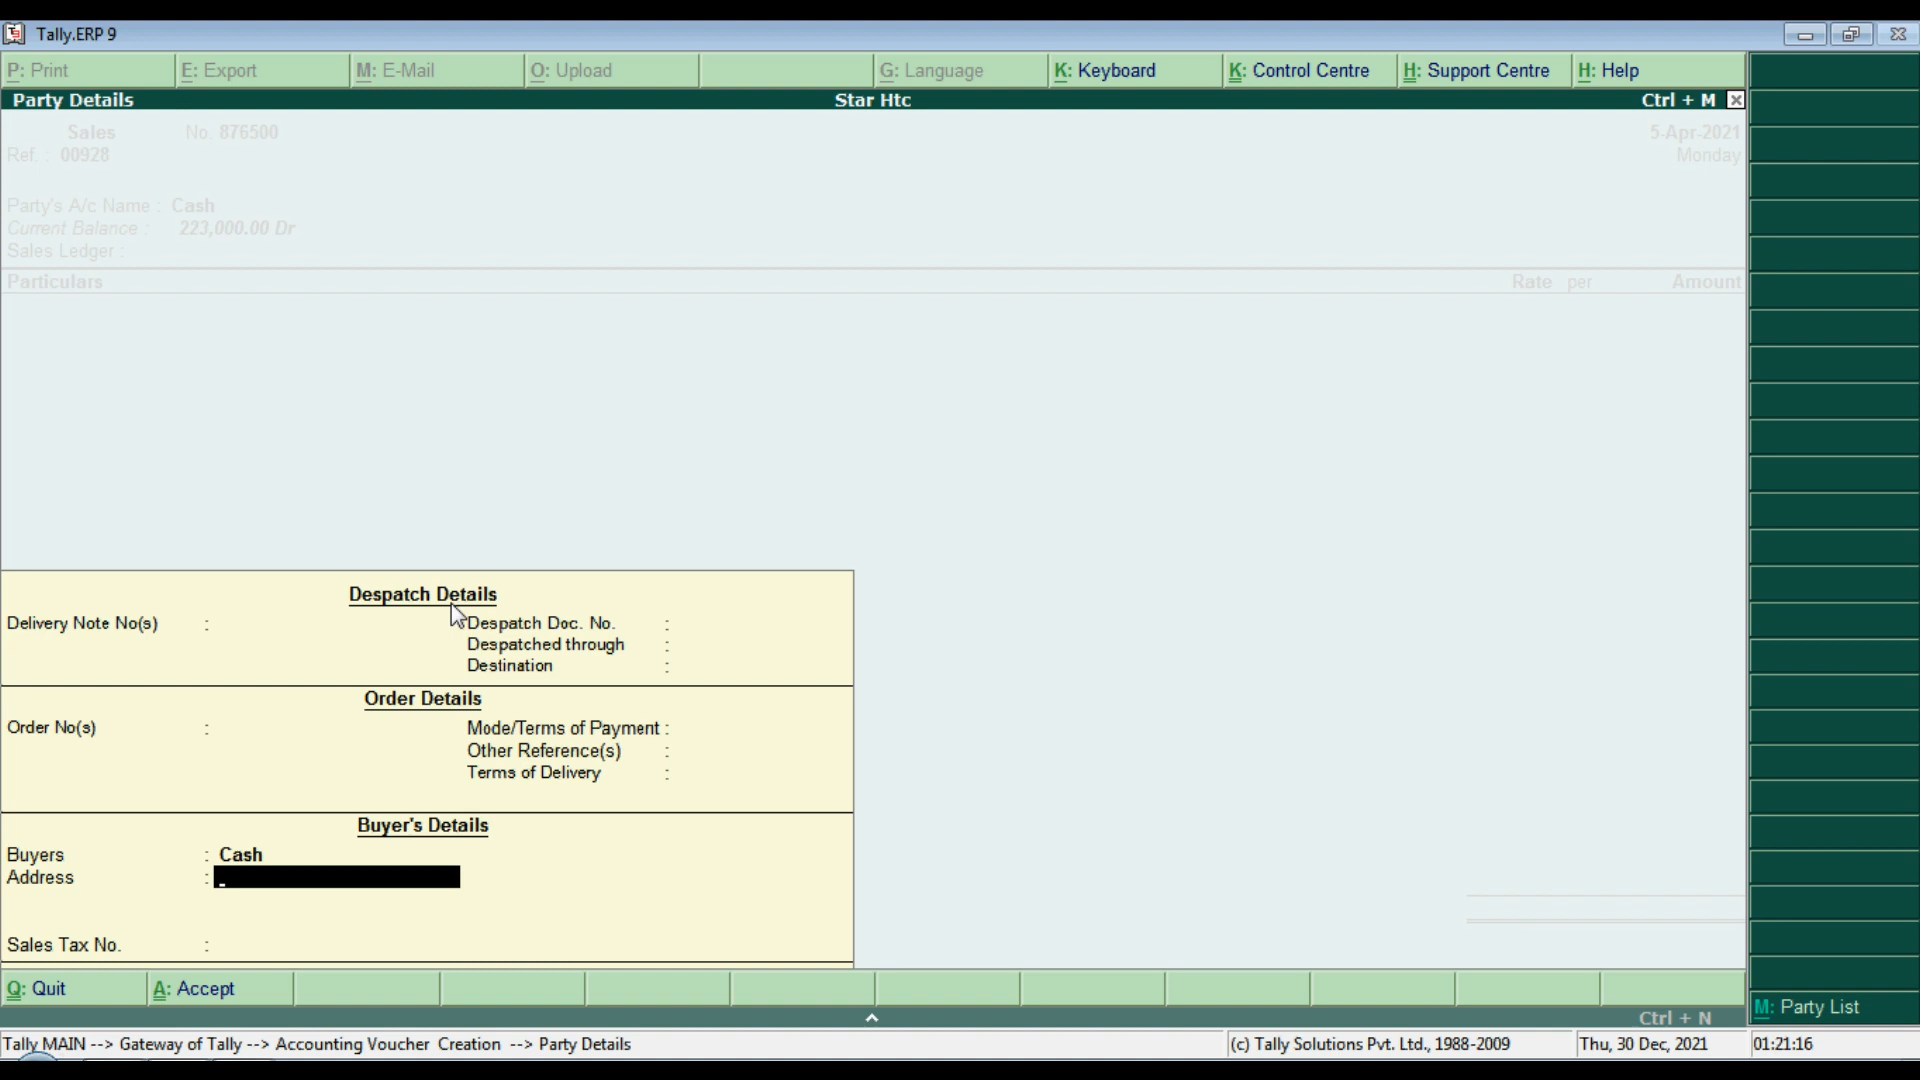 Tally.ERP 9
P: Print E: Export M: E-Mail O: Upload G: Language K: Keyboard K: Control Centre H: Support Centre H: Help
Party Details Star Htc Ctrl + M
Sales No. 876500 5-Apr-2021
Ref. : 00928 Monday
Party's A/c Name : Cash
Current Balance : 223,000.00 Dr
Sales Ledger :
Particulars Rate per Amount
Despatch Details
Delivery Note No(s) : Despatch Doc. No. :
Despatched through :
Destination :
Order Details
Order No(s) : Mode/Terms of Payment :
Other Reference(s) :
Terms of Delivery :
Buyer's Details
Buyers : Cash
Address :
Sales Tax No. :
Q: Quit A: Accept
M: Party List
Ctrl + N
Tally MAIN --> Gateway of Tally --> Accounting Voucher Creation --> Party Details (c) Tally Solutions Pvt. Ltd., 1988-2009 Thu, 30 Dec, 2021 01:21:16